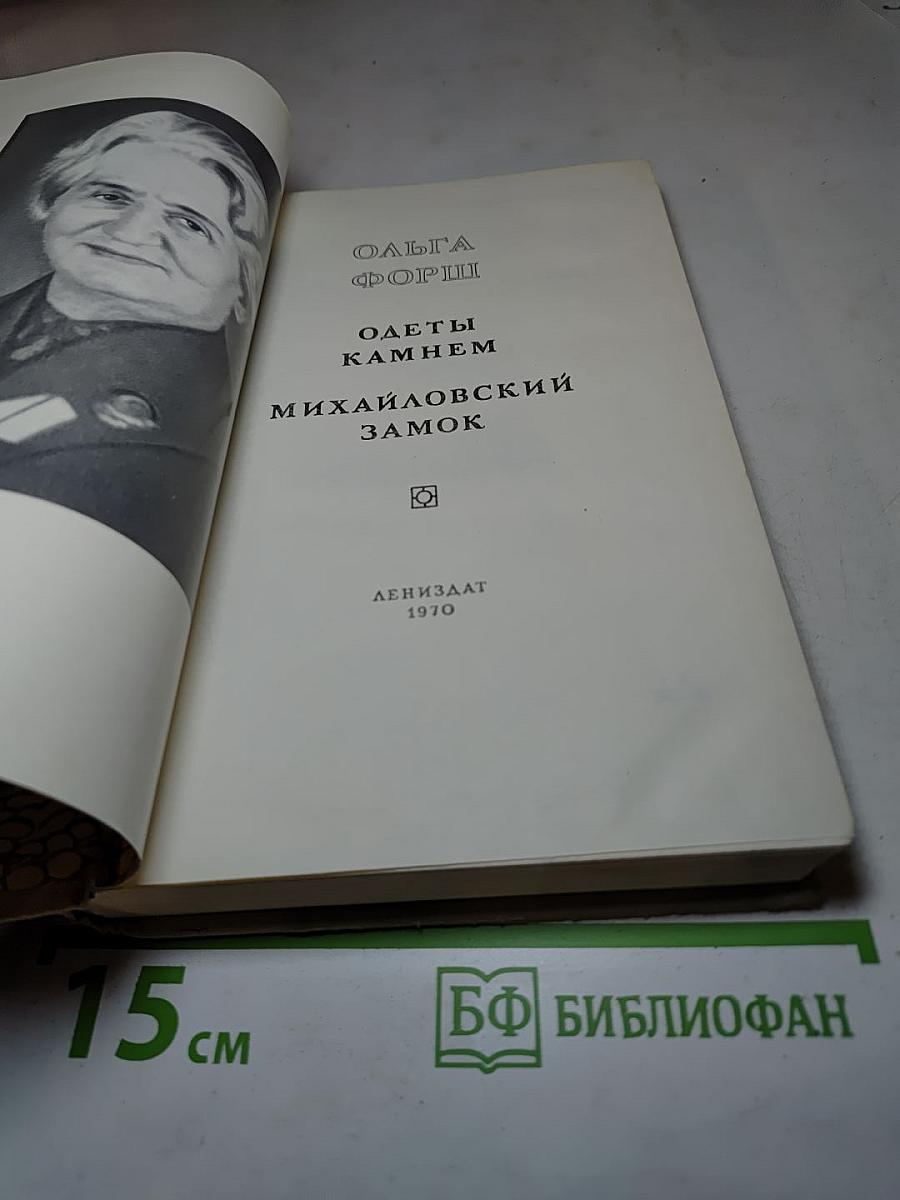 ОЛЬГА
ФОРШ
ОДЕТЫ
КАМНЕМ
МИХАЙЛОВСКИЙ
ЗАМОК
ЛЕНИЗДАТ
1970
15 см
БФ БИБЛИОФАН